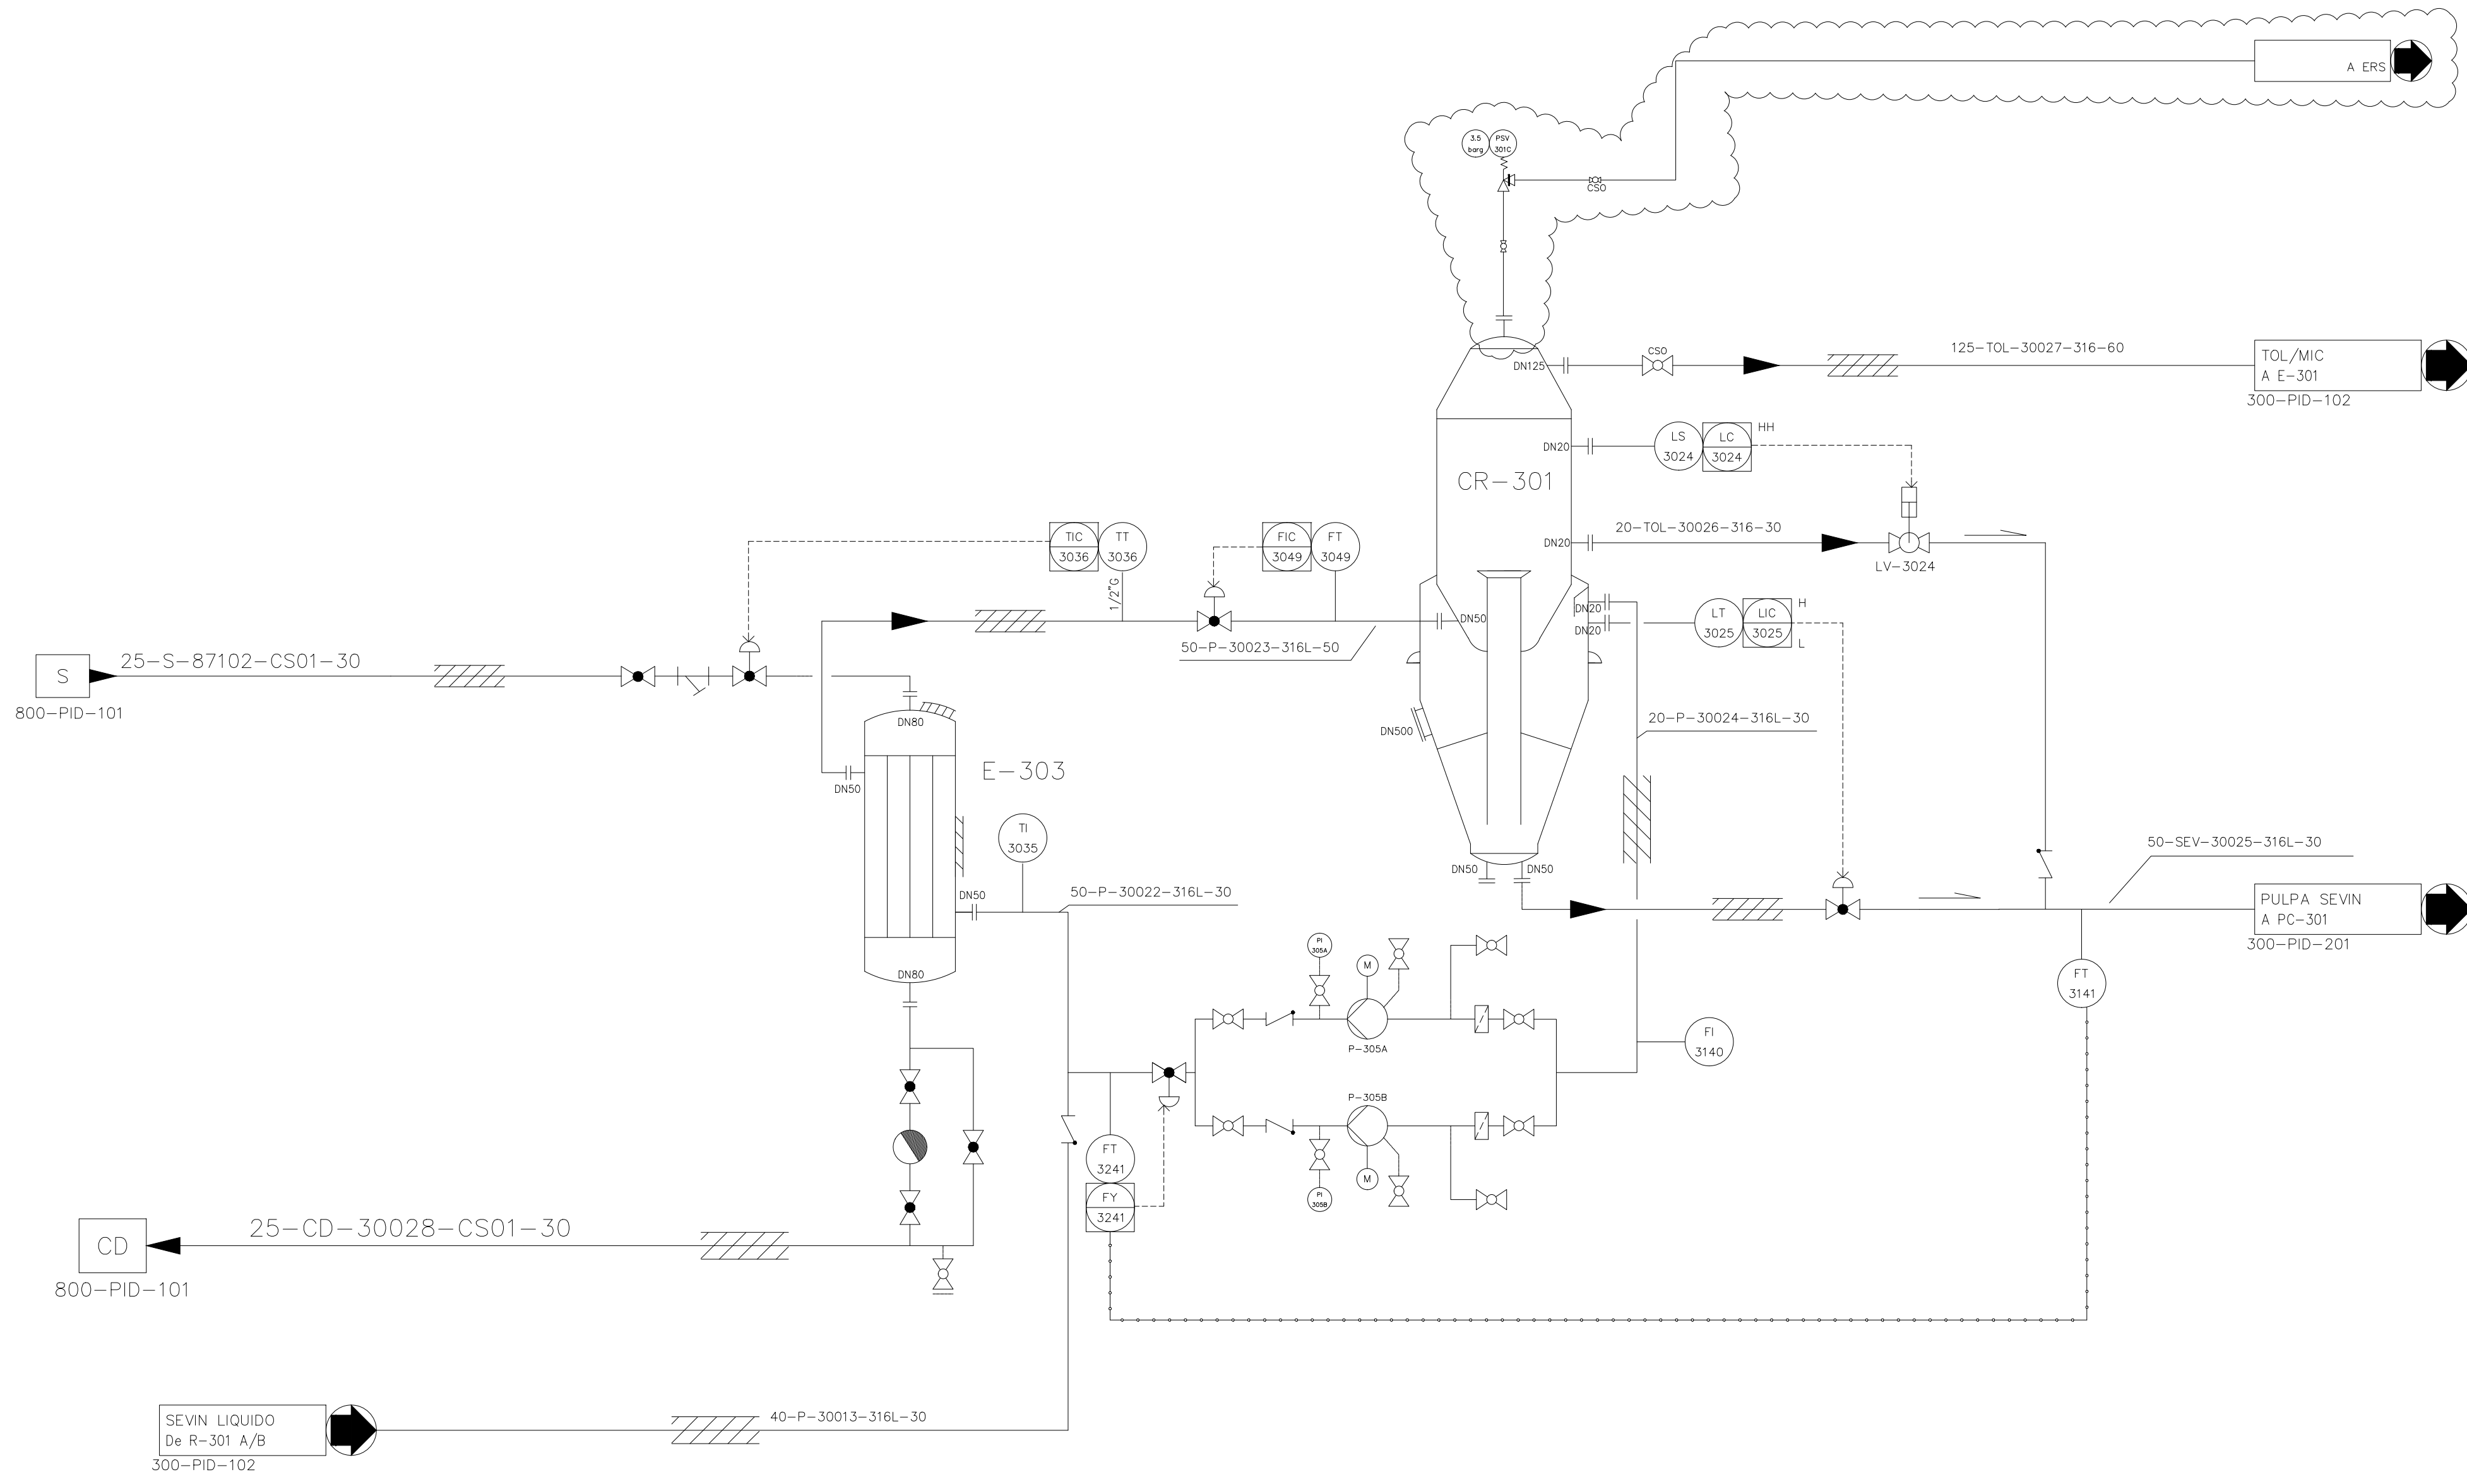 A ERS
3.5
barg
PSV
301C
CSO
CSO
125-TOL-30027-316-60
DN125
TOL/MIC
A E-301
300-PID-102
LS
3024
LC
3024
HH
DN20
CR-301
20-TOL-30026-316-30
DN20
LV-3024
TIC
3036
TT
3036
1/2"G
FIC
3049
FT
3049
DN50
50-P-30023-316L-50
DN20
DN20
LT
3025
LIC
3025
H
L
S
25-S-87102-CS01-30
800-PID-101
DN80
DN500
20-P-30024-316L-30
E-303
DN50
TI
3035
50-P-30022-316L-30
DN50
DN50
DN50
50-SEV-30025-316L-30
PULPA SEVIN
A PC-301
300-PID-201
DN80
PI
305A
M
P-305A
FT
3141
FI
3140
P-305B
M
PI
305B
FT
3241
FY
3241
CD
25-CD-30028-CS01-30
800-PID-101
SEVIN LIQUIDO
De R-301 A/B
300-PID-102
40-P-30013-316L-30